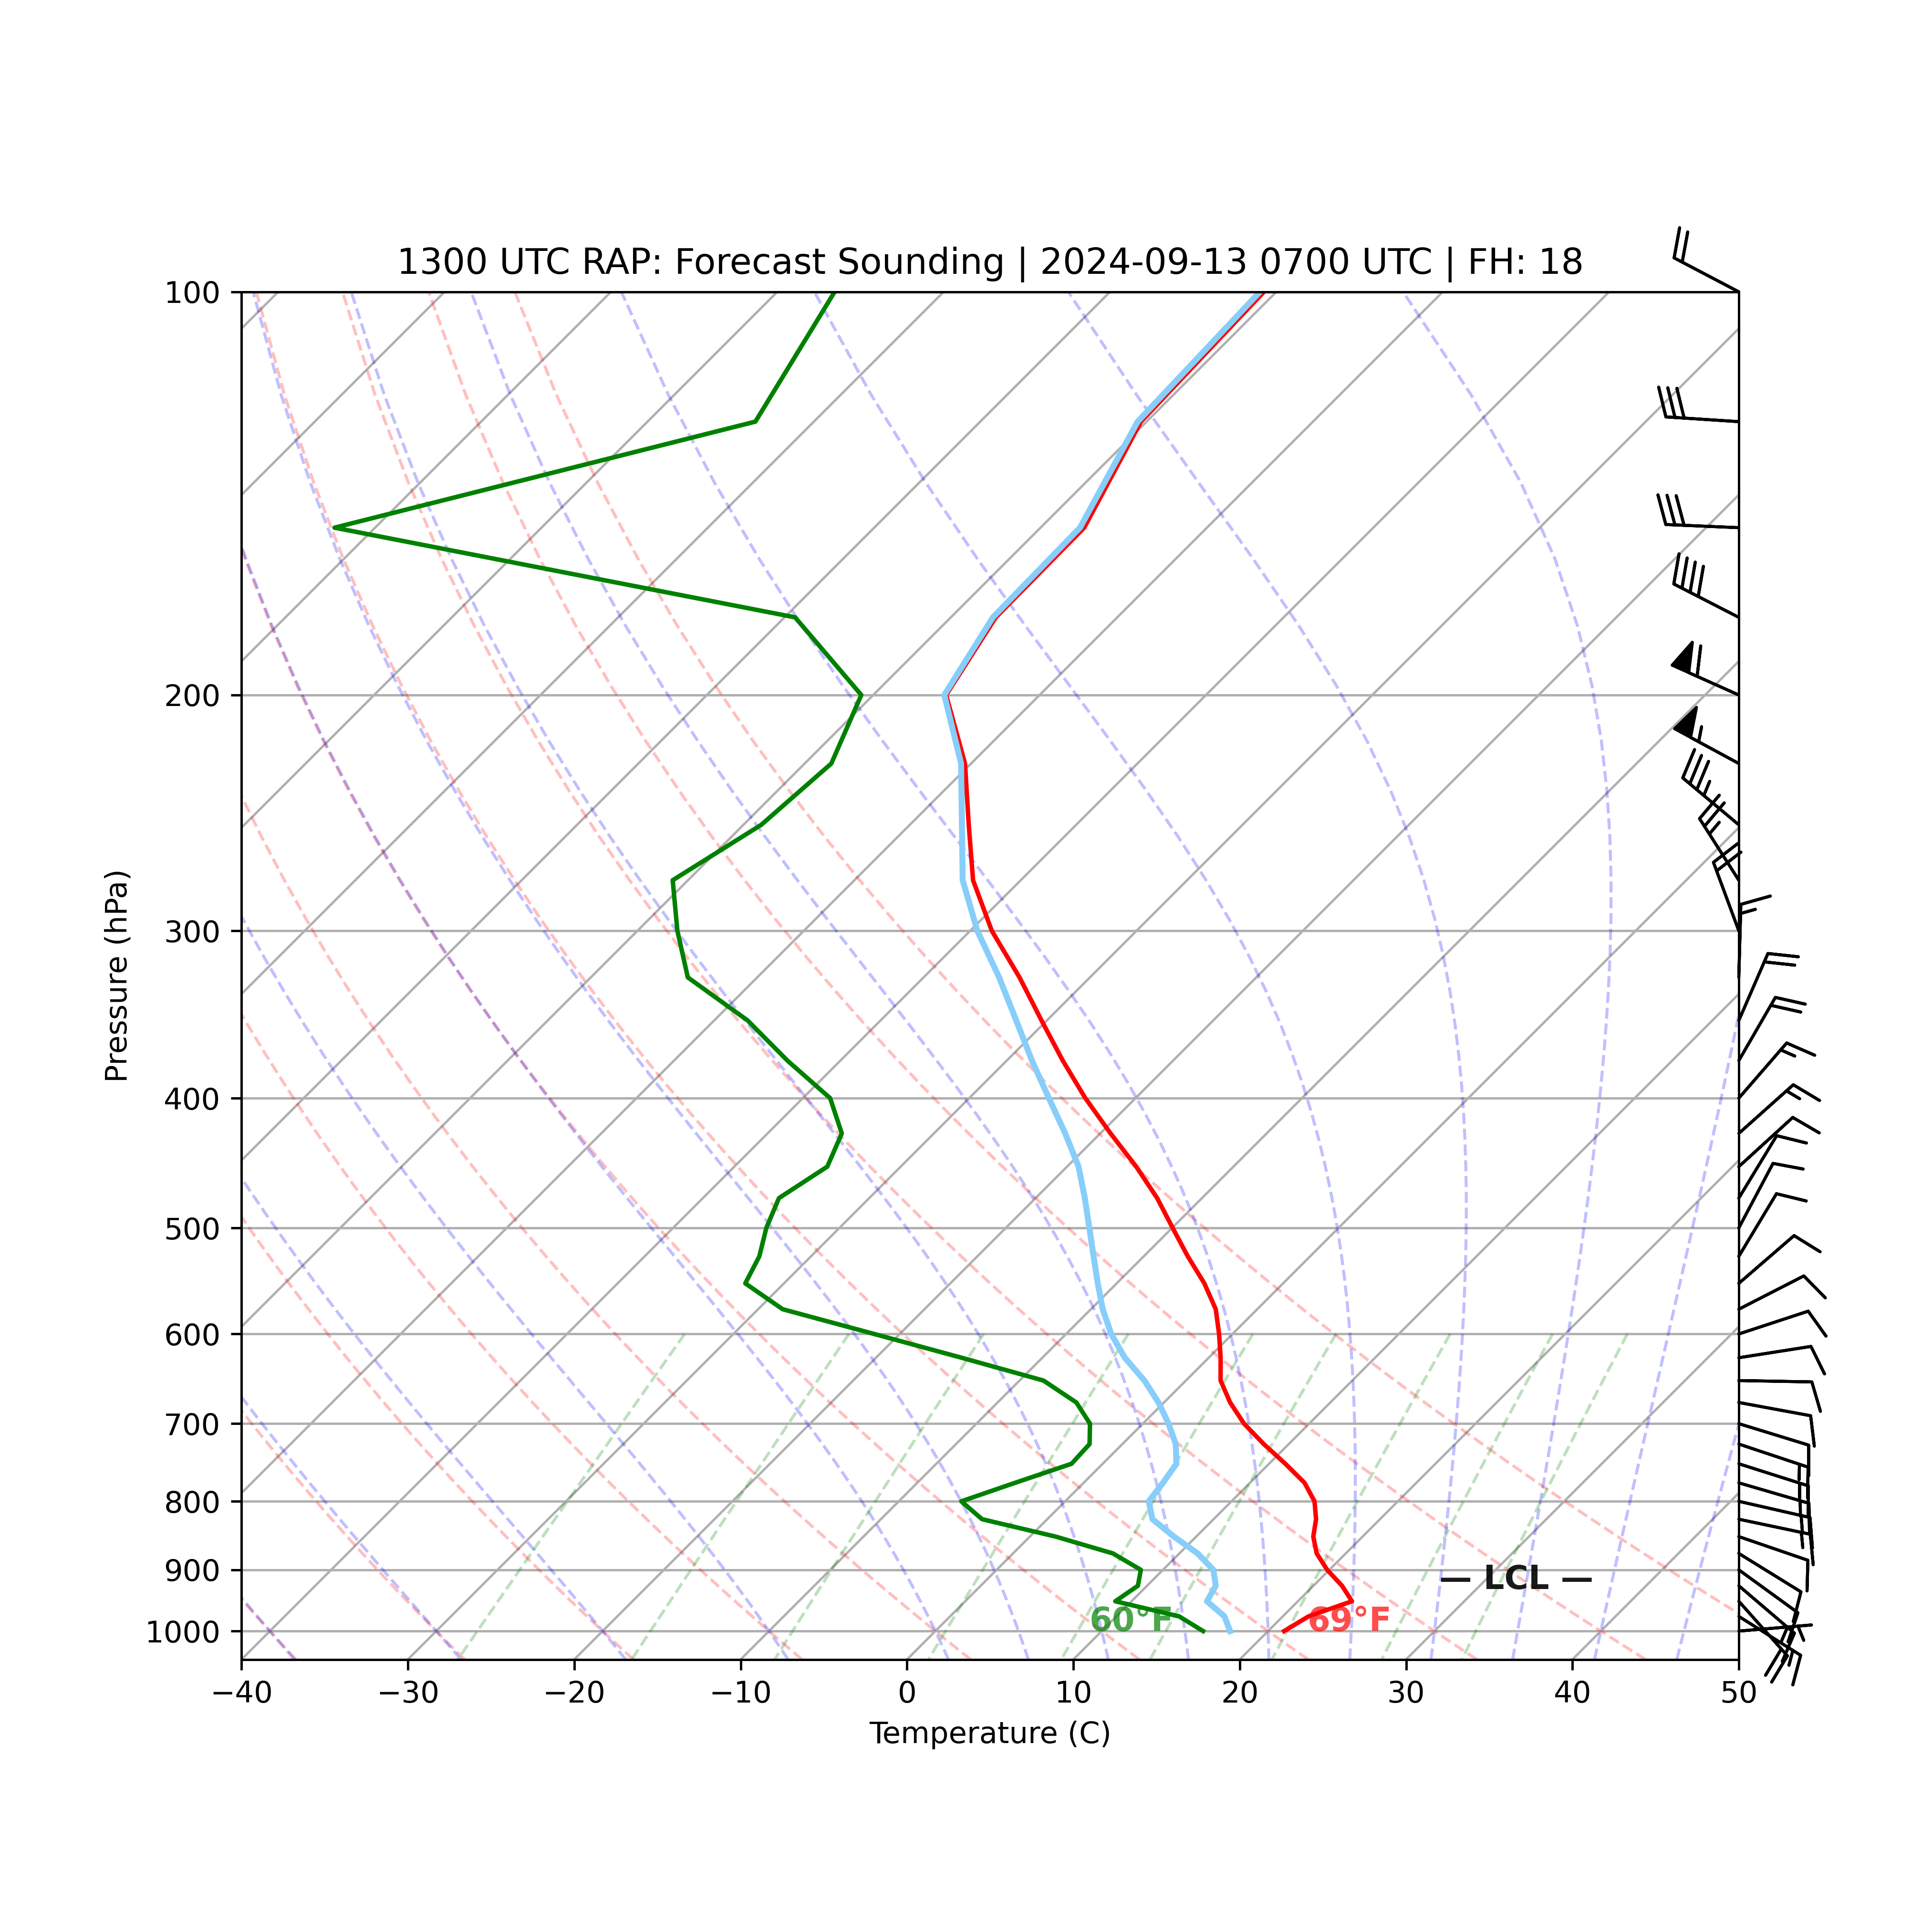 1300 UTC RAP: Forecast Sounding | 2024-09-13 0700 UTC | FH: 18
100
200
300
400
500
600
700
800
900
1000
Pressure (hPa)
— LCL —
60°F
69°F
−40 −30 −20 −10 0 10 20 30 40 50
Temperature (C)